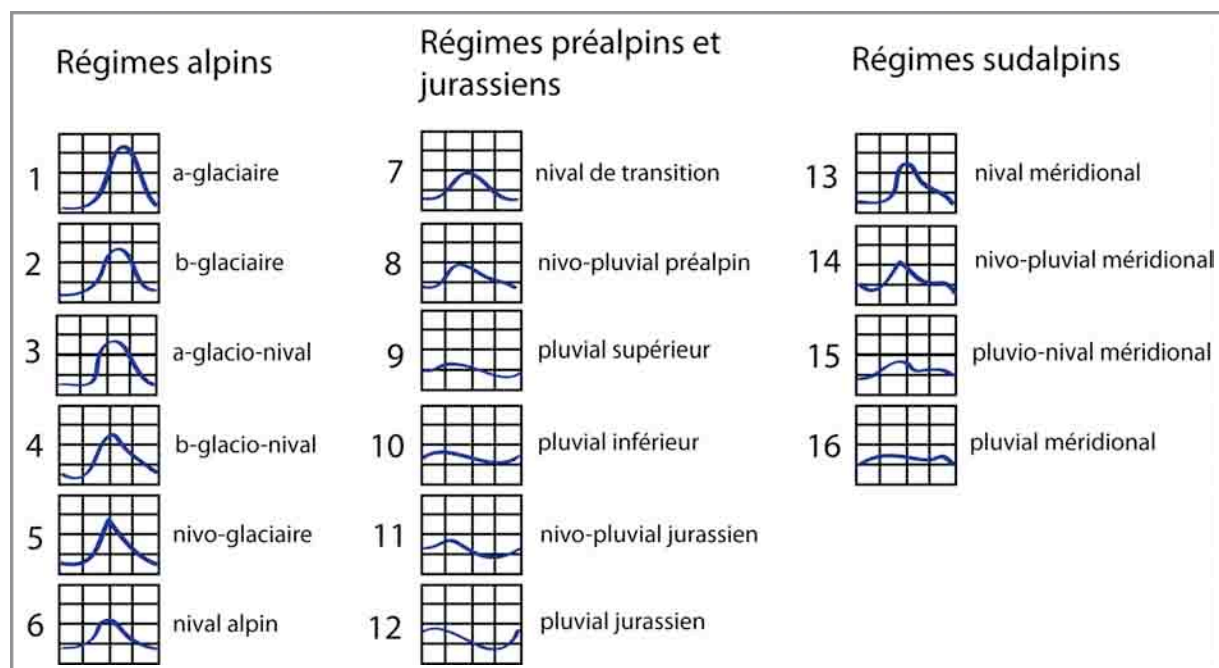 Régimes alpins
1 a-glaciaire
2 b-glaciaire
3 a-glacio-nival
4 b-glacio-nival
5 nivo-glaciaire
6 nival alpin
Régimes préalpins et
jurassiens
7 nival de transition
8 nivo-pluvial préalpin
9 pluvial supérieur
10 pluvial inférieur
11 nivo-pluvial jurassien
12 pluvial jurassien
Régimes sudalpins
13 nival méridional
14 nivo-pluvial méridional
15 pluvio-nival méridional
16 pluvial méridional